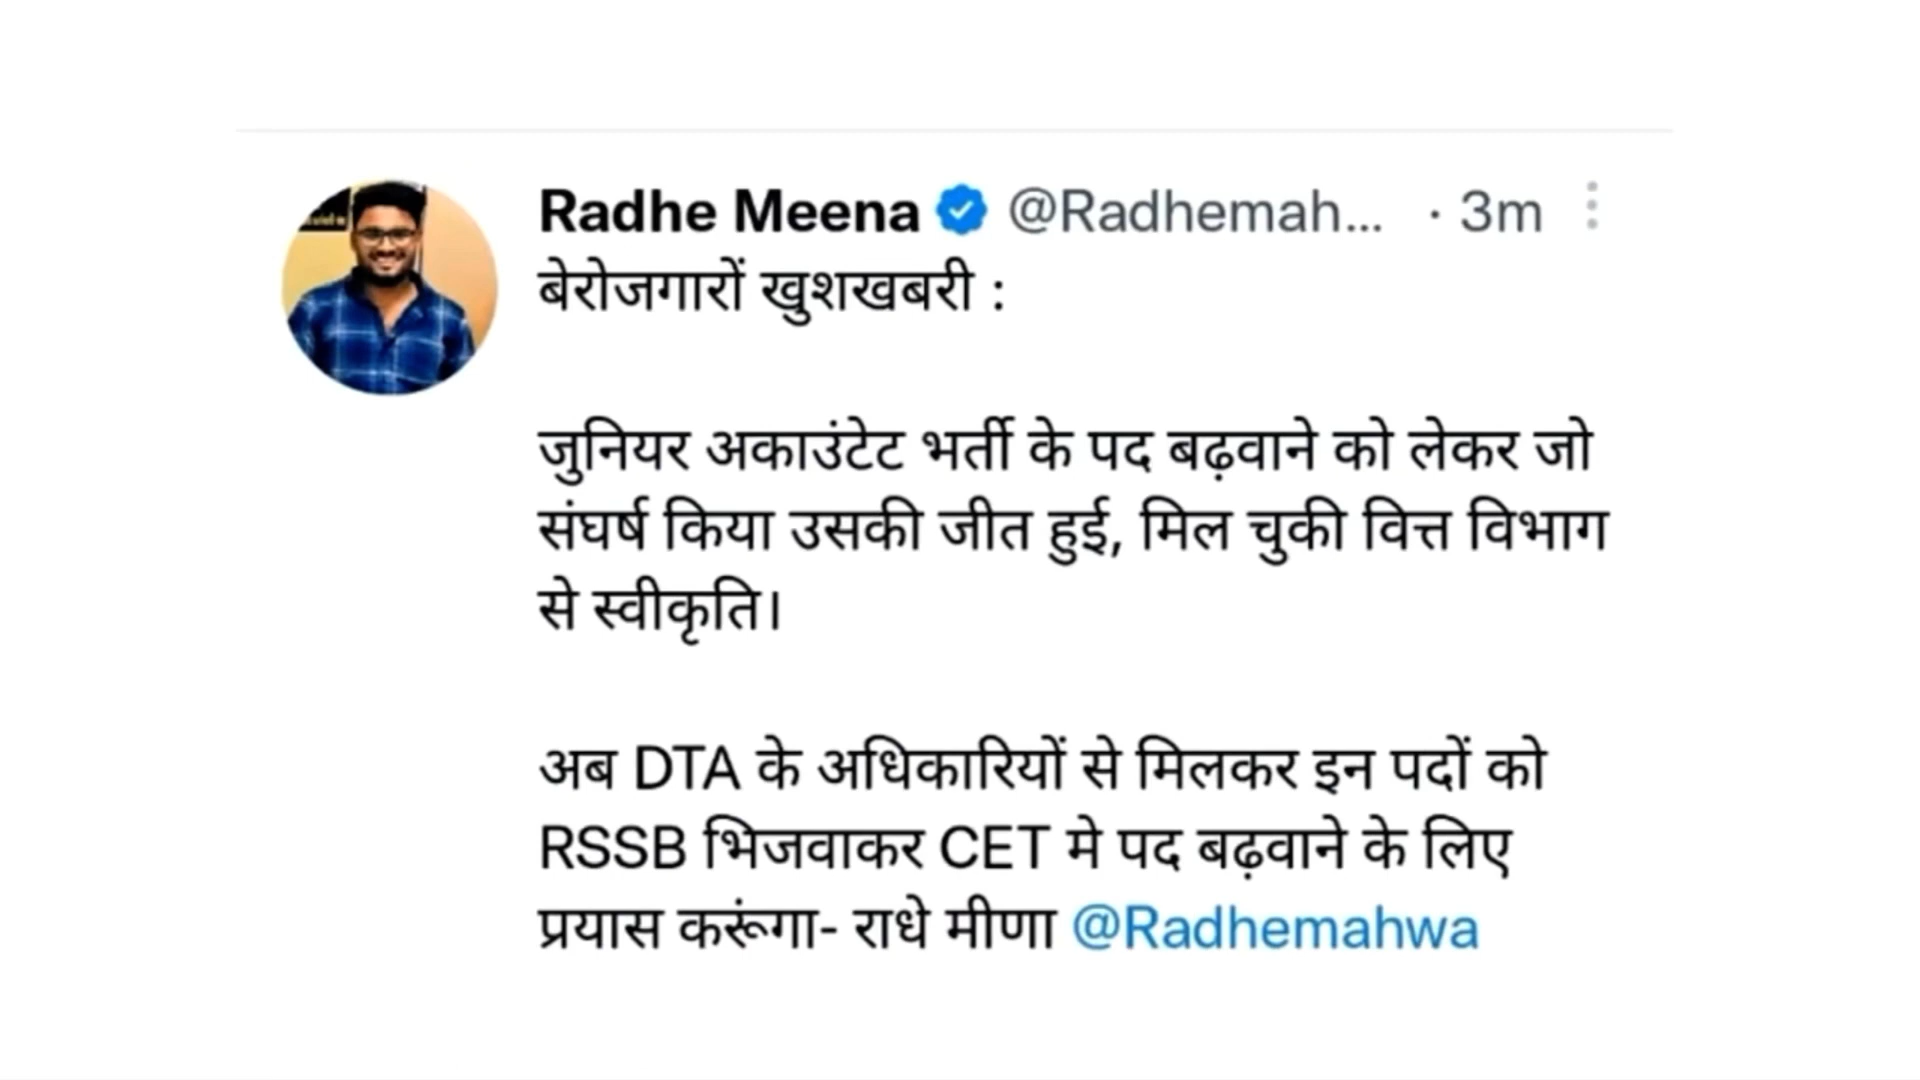 Radhe Meena @Radhemah... · 3m
बेरोजगारों खुशखबरी :
जुनियर अकाउंटेट भर्ती के पद बढ़वाने को लेकर जो
संघर्ष किया उसकी जीत हुई, मिल चुकी वित्त विभाग
से स्वीकृति।
अब DTA के अधिकारियों से मिलकर इन पदों को
RSSB भिजवाकर CET मे पद बढ़वाने के लिए
प्रयास करूंगा- राधे मीणा @Radhemahwa